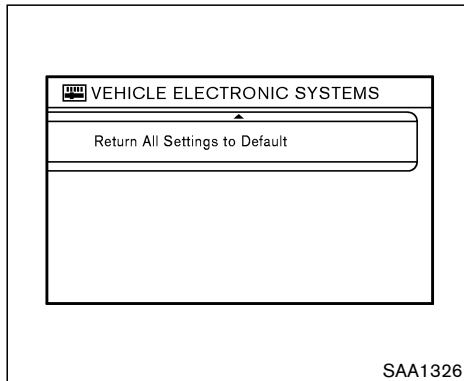 VEHICLE ELECTRONIC SYSTEMS
Return All Settings to Default
SAA1326